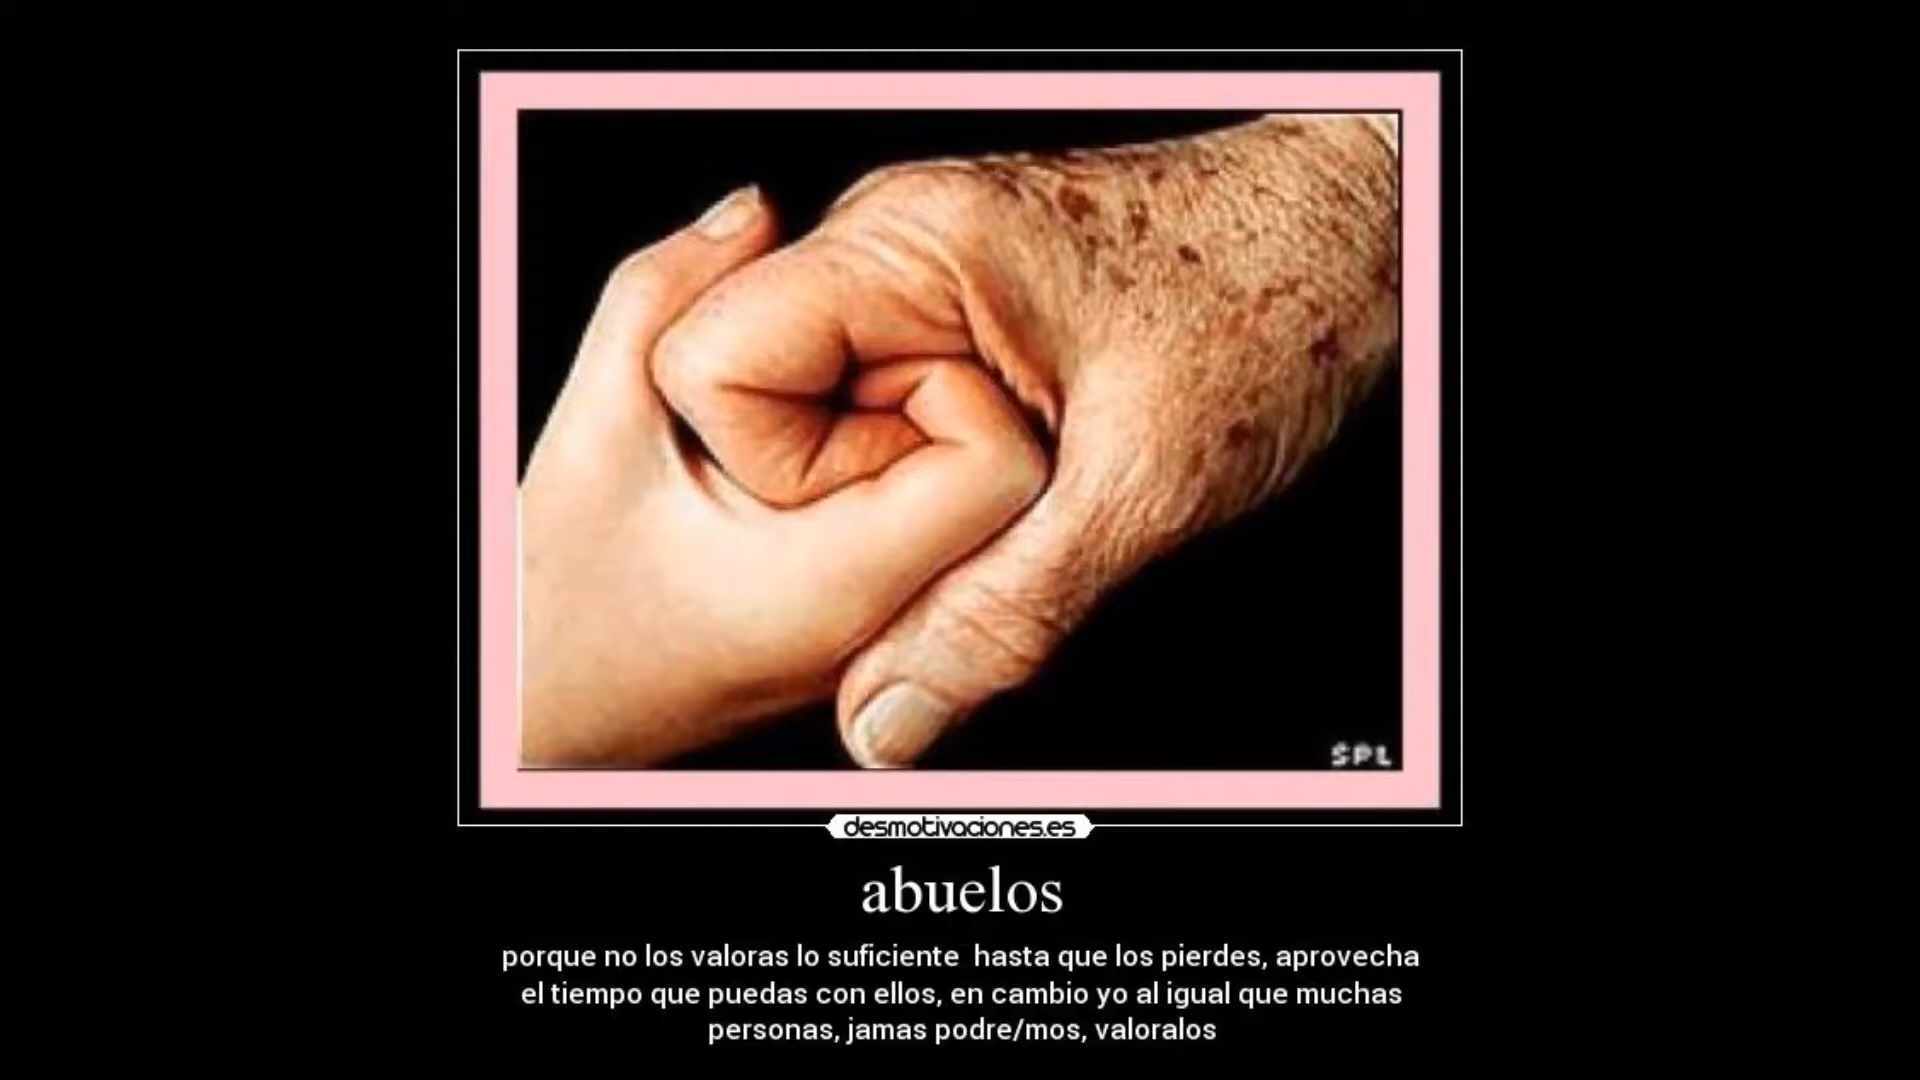 SPL
desmotivaciones.es
abuelos
porque no los valoras lo suficiente  hasta que los pierdes, aprovecha
el tiempo que puedas con ellos, en cambio yo al igual que muchas
personas, jamas podre/mos, valoralos